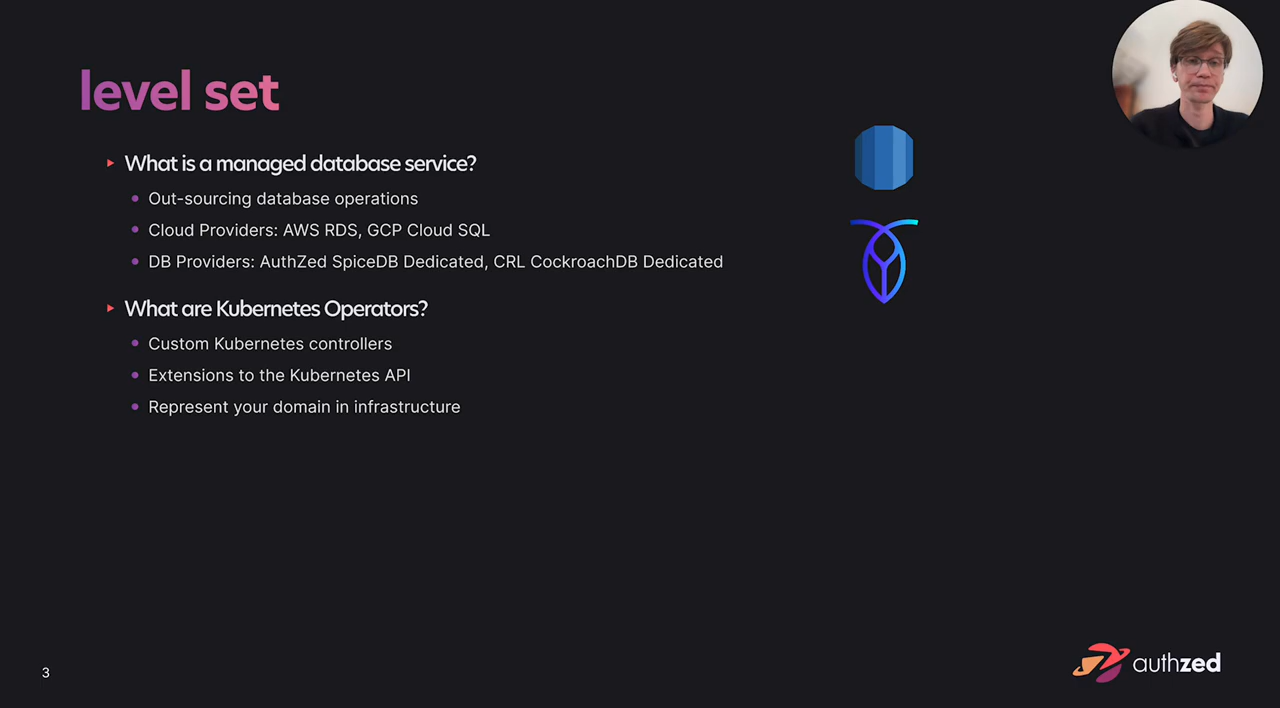 level set
What is a managed database service?
Out-sourcing database operations
Cloud Providers: AWS RDS, GCP Cloud SQL
DB Providers: AuthZed SpiceDB Dedicated, CRL CockroachDB Dedicated
What are Kubernetes Operators?
Custom Kubernetes controllers
Extensions to the Kubernetes API
Represent your domain in infrastructure
3
authzed